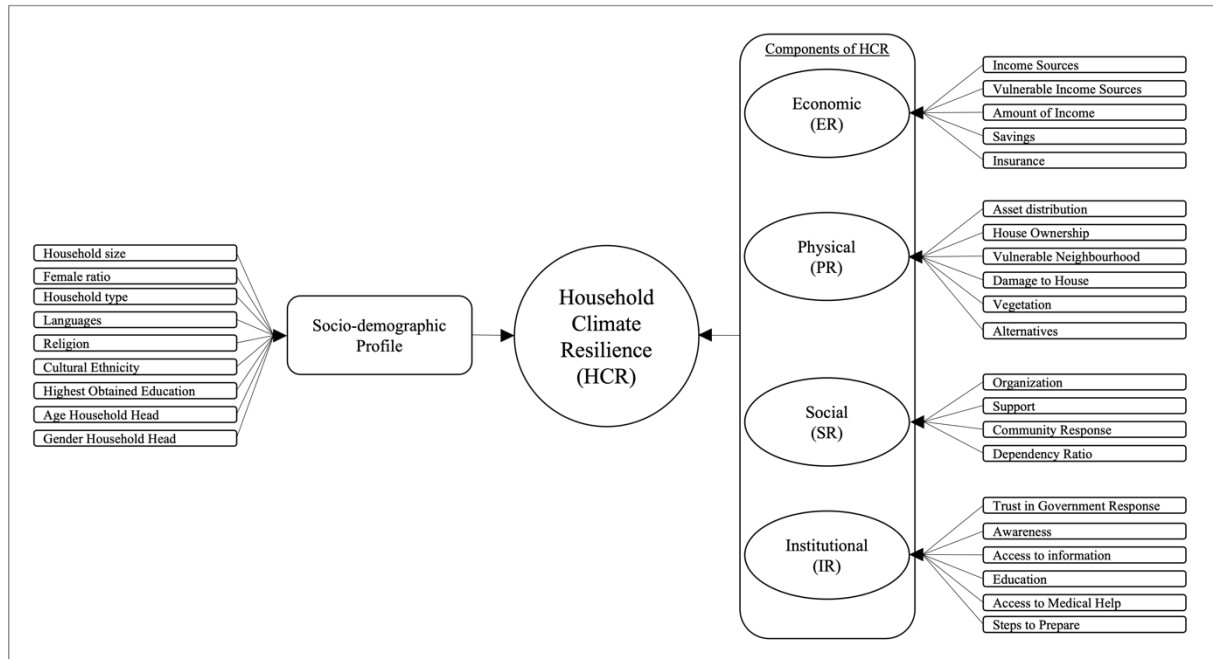 Household size
Female ratio
Household type
Languages
Religion
Cultural Ethnicity
Highest Obtained Education
Age Household Head
Gender Household Head
Socio-demographic
Profile
Household
Climate
Resilience
(HCR)
Components of HCR
Economic
(ER)
Physical
(PR)
Social
(SR)
Institutional
(IR)
Income Sources
Vulnerable Income Sources
Amount of Income
Savings
Insurance
Asset distribution
House Ownership
Vulnerable Neighbourhood
Damage to House
Vegetation
Alternatives
Organization
Support
Community Response
Dependency Ratio
Trust in Government Response
Awareness
Access to information
Education
Access to Medical Help
Steps to Prepare